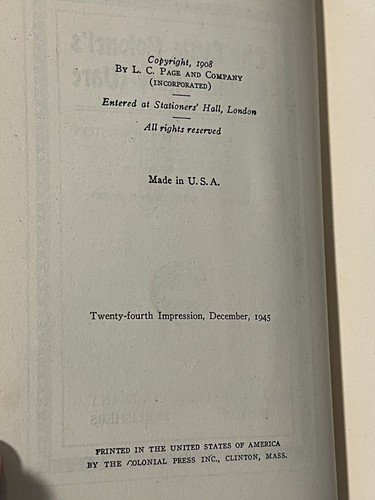 Copyright, 1908
BY L. C. PAGE AND COMPANY
(INCORPORATED)
Entered at Stationers' Hall, London
All rights reserved
Made in U. S. A.
Twenty-fourth Impression, December, 1945
PRINTED IN THE UNITED STATES OF AMERICA
BY THE COLONIAL PRESS INC., CLINTON, MASS.